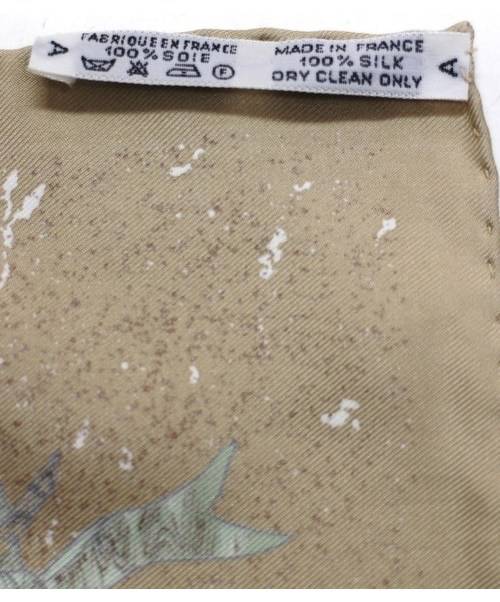 A
FABRIQUE EN FRANCE
100% SOIE
F
MADE IN FRANCE
100% SILK
DRY CLEAN ONLY
A